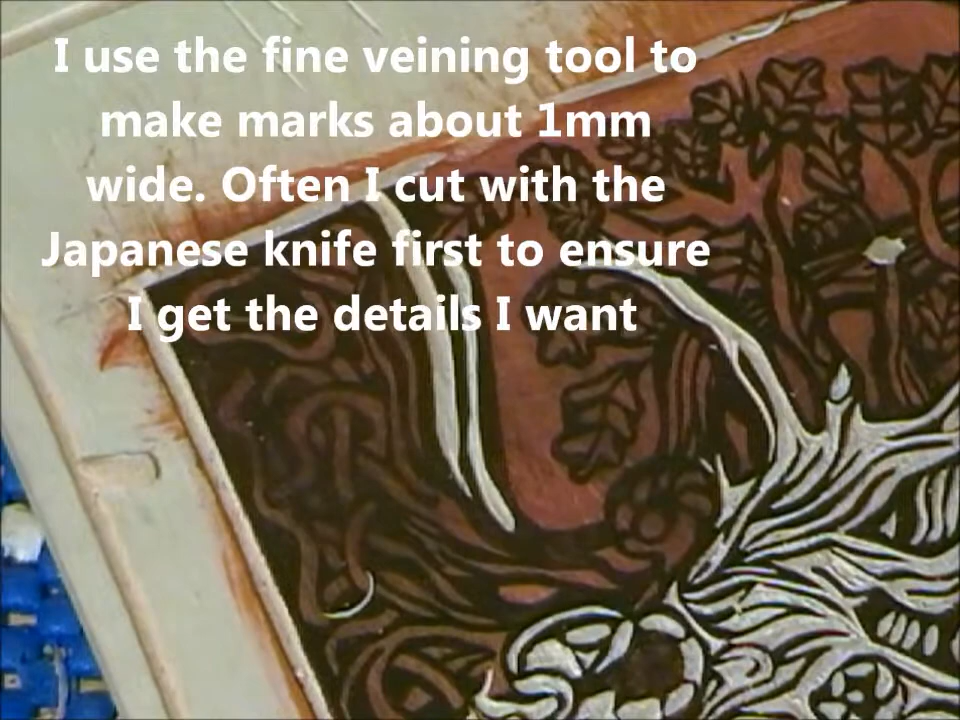 I use the fine veining tool to
make marks about 1mm
wide. Often I cut with the
Japanese knife first to ensure
I get the details I want